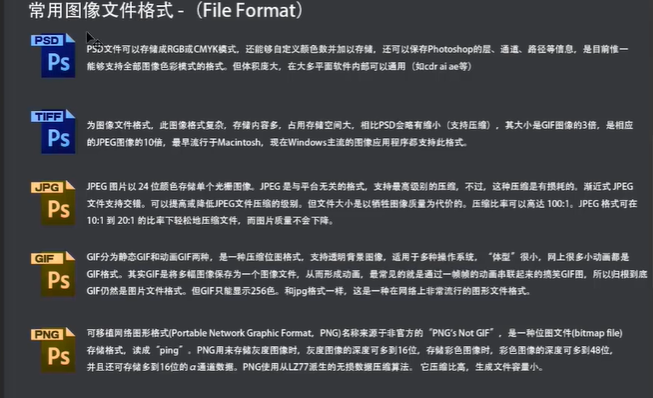 常用图像文件格式 -（File Format）
PSD
Ps
PSD文件可以存储成RGB或CMYK模式，还能够自定义颜色数并加以存储，还可以保存Photoshop的层、通道、路径等信息，是目前惟一
能够支持全部图像色彩模式的格式。但体积庞大，在大多平面软件内部可以通用（如cdr ai ae等）
TIFF
Ps
为图像文件格式，此图像格式复杂，存储内容多，占用存储空间大，相比PSD会略有缩小（支持压缩），其大小是GIF图像的3倍，是相应
的JPEG图像的10倍，最早流行于Macintosh，现在Windows主流的图像应用程序都支持此格式。
JPG
Ps
JPEG 图片以 24 位颜色存储单个光栅图像。JPEG 是与平台无关的格式，支持最高级别的压缩，不过，这种压缩是有损耗的。渐近式 JPEG
文件支持交错。可以提高或降低JPEG文件压缩的级别。但文件大小是以牺牲图像质量为代价的。压缩比率可以高达 100:1。JPEG 格式可在
10:1 到 20:1 的比率下轻松地压缩文件，而图片质量不会下降。
GIF
Ps
GIF分为静态GIF和动画GIF两种，是一种压缩位图格式，支持透明背景图像，适用于多种操作系统，“体型”很小，网上很多小动画都是
GIF格式。其实GIF是将多幅图像保存为一个图像文件，从而形成动画，最常见的就是通过一帧帧的动画串联起来的搞笑GIF图，所以归根到底
GIF仍然是图片文件格式。但GIF只能显示256色。和jpg格式一样，这是一种在网络上非常流行的图形文件格式。
PNG
Ps
可移植网络图形格式(Portable Network Graphic Format，PNG)名称来源于非官方的“PNG's Not GIF”，是一种位图文件(bitmap file)
存储格式，读成“ping”。PNG用来存储灰度图像时，灰度图像的深度可多到16位，存储彩色图像时，彩色图像的深度可多到48位，
并且还可存储多到16位的α通道数据。PNG使用从LZ77派生的无损数据压缩算法。 它压缩比高，生成文件容量小。